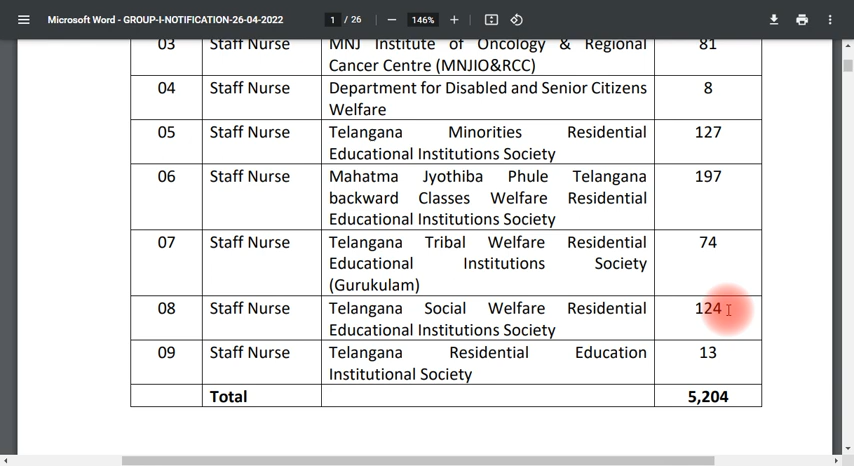 Microsoft Word - GROUP-I-NOTIFICATION-26-04-2022 1 / 26 146%
03 Staff Nurse MNJ Institute of Oncology & Regional 81
Cancer Centre (MNJIO&RCC)
04 Staff Nurse Department for Disabled and Senior Citizens 8
Welfare
05 Staff Nurse Telangana Minorities Residential 127
Educational Institutions Society
06 Staff Nurse Mahatma Jyothiba Phule Telangana 197
backward Classes Welfare Residential
Educational Institutions Society
07 Staff Nurse Telangana Tribal Welfare Residential 74
Educational Institutions Society
(Gurukulam)
08 Staff Nurse Telangana Social Welfare Residential 124
Educational Institutions Society
09 Staff Nurse Telangana Residential Education 13
Institutional Society
Total 5,204